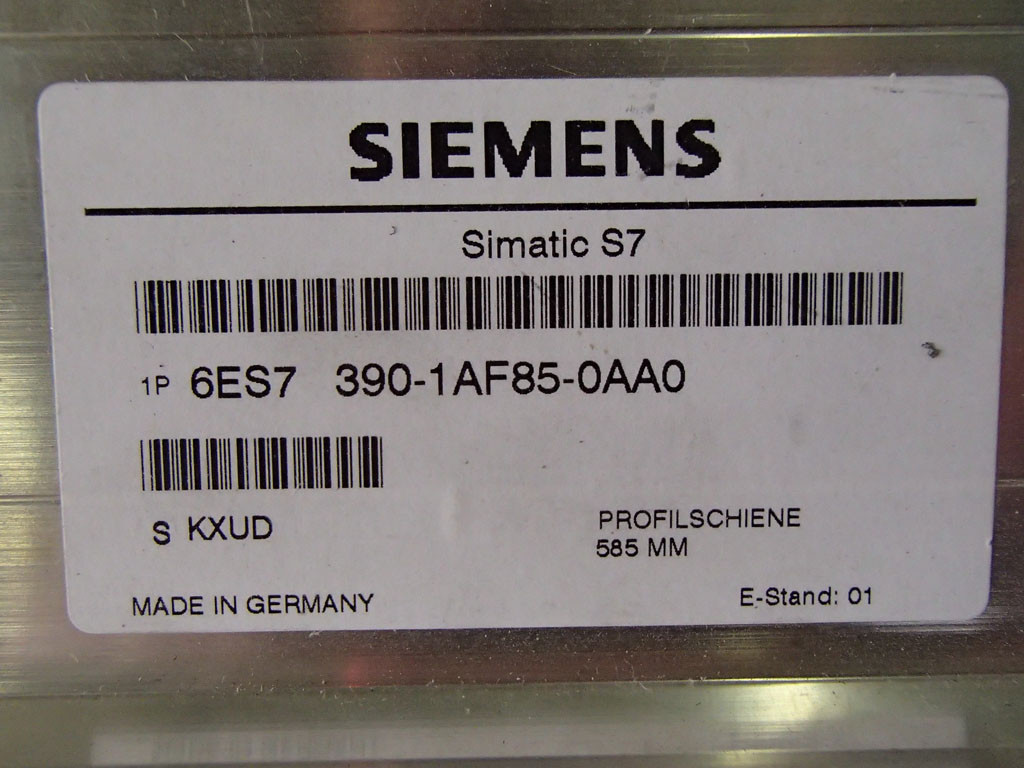 SIEMENS
Simatic S7
1P 6ES7 390-1AF85-0AA0
S KXUD
PROFILSCHIENE
585 MM
MADE IN GERMANY
E-Stand: 01